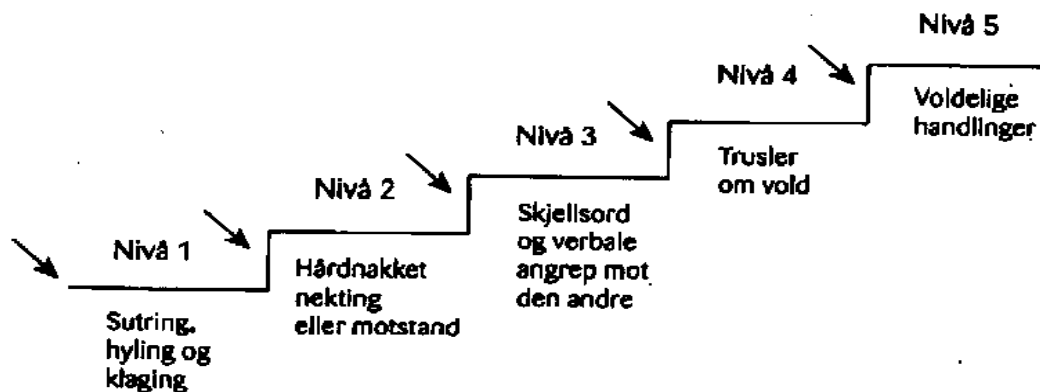 Nivå 1
Sutring,
hyling og
klaging
Nivå 2
Hårdnakket
nekting
eller motstand
Nivå 3
Skjellsord
og verbale
angrep mot
den andre
Nivå 4
Trusler
om vold
Nivå 5
Voldelige
handlinger